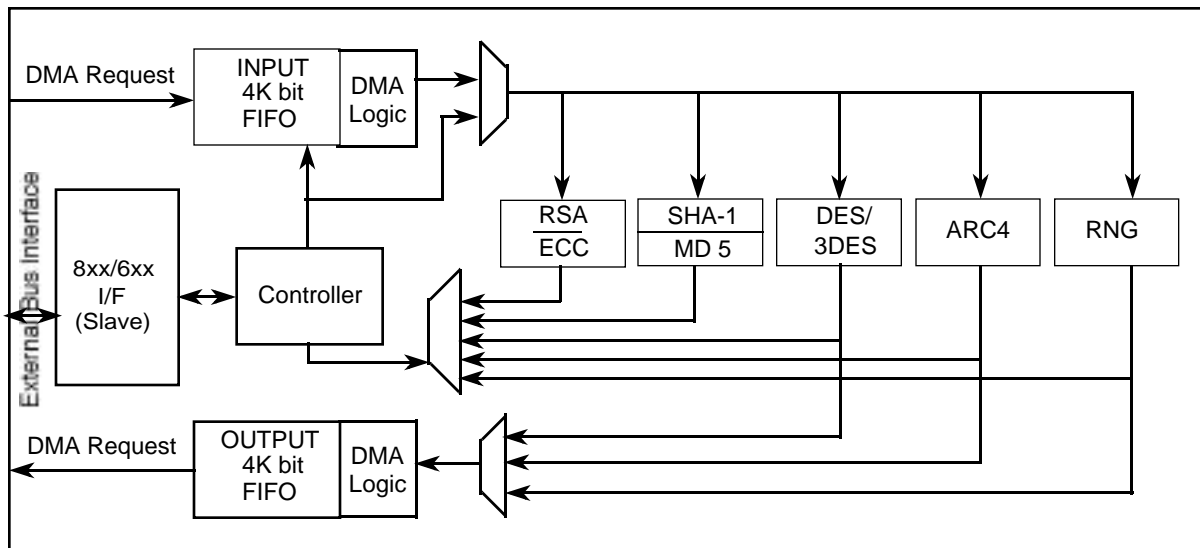 DMA Request
INPUT
4K bit
FIFO
DMA
Logic
External Bus Interface
8xx/6xx
I/F
(Slave)
Controller
RSA
ECC
SHA-1
MD 5
DES/
3DES
ARC4
RNG
DMA Request
OUTPUT
4K bit
FIFO
DMA
Logic